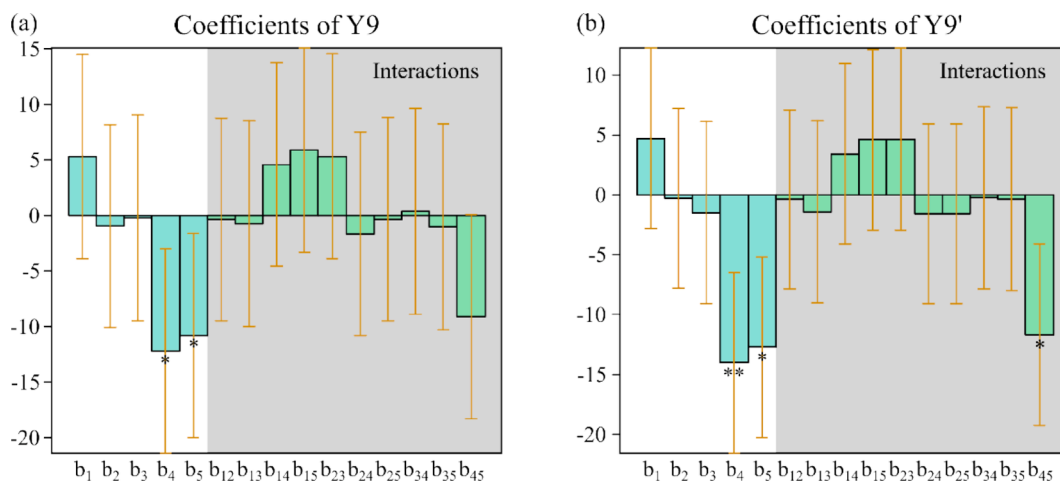 (a)
Coefficients of Y9
Interactions
15
10
5
0
-5
-10
-15
-20
*
*
b₁ b₂ b₃ b₄ b₅ b₁₂ b₁₃ b₁₄ b₁₅ b₂₃ b₂₄ b₂₅ b₃₄ b₃₅ b₄₅
(b)
Coefficients of Y9'
Interactions
10
5
0
-5
-10
-15
-20
**
*
*
b₁ b₂ b₃ b₄ b₅ b₁₂ b₁₃ b₁₄ b₁₅ b₂₃ b₂₄ b₂₅ b₃₄ b₃₅ b₄₅